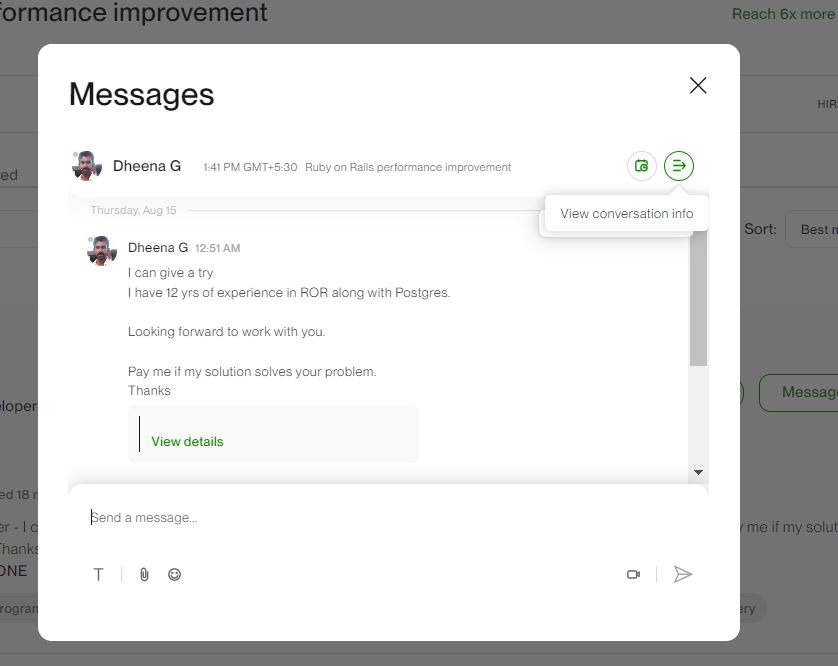 formance improvement
Reach 6x more
HIR
ed
Messages
Dheena G 1:41 PM GMT+5:30 Ruby on Rails performance improvement
View conversation info
Thursday, Aug 15
Sort: Best m
Dheena G 12:51 AM
I can give a try
I have 12 yrs of experience in ROR along with Postgres.
Looking forward to work with you.
Pay me if my solution solves your problem.
Thanks
View details
eloper
Messag
ed 18 m
Send a message...
er - I c
y me if my solut
Thanks
ONE
rogram
ery